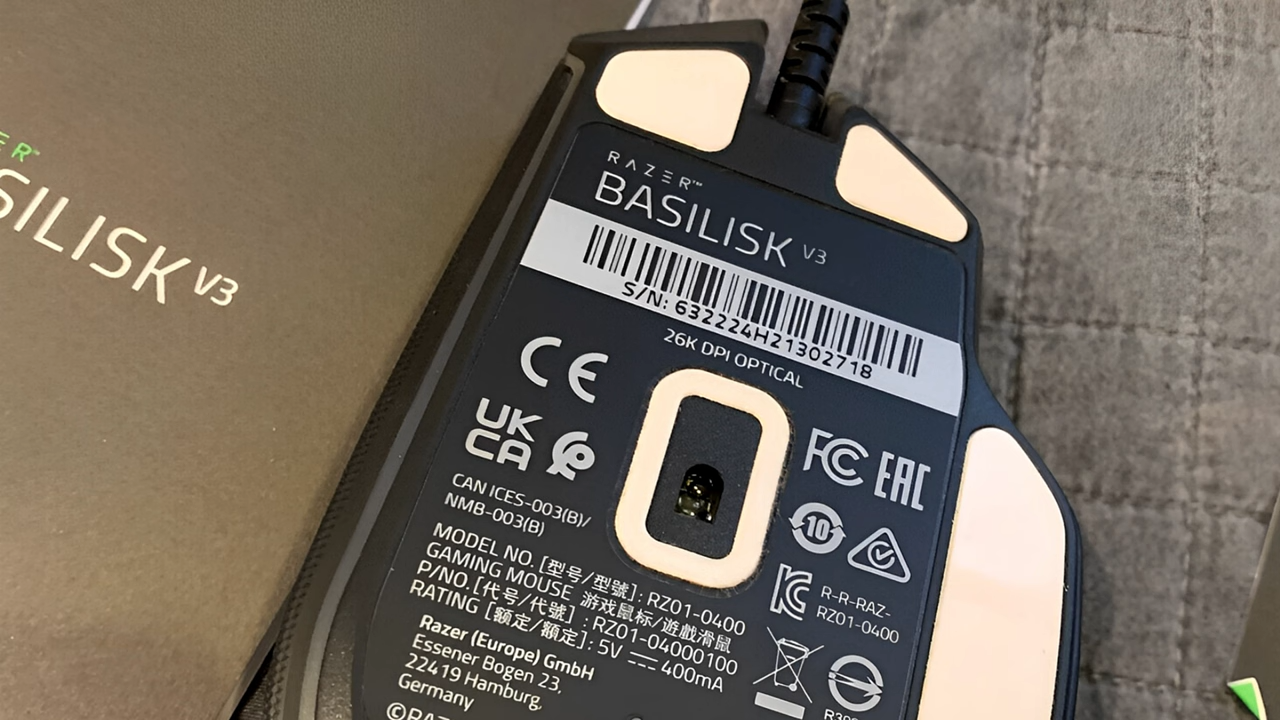 RAZER™
BASILISK V3
S/N: 632224H21302718
26K DPI OPTICAL
CE
UK
CA
CAN ICES-003(B)/
NMB-003(B)
MODEL NO. [型号/型號]: RZ01-0400
GAMING MOUSE 游戏鼠标/遊戲滑鼠
P/NO.[代号/代號] : RZ01-04000100
RATING [额定/額定]: 5V ⎓ 400mA
Razer (Europe) GmbH
Essener Bogen 23,
22419 Hamburg,
Germany
FC EAC
10
R-R-RAZ-
RZ01-0400
ER™
SILISK V3